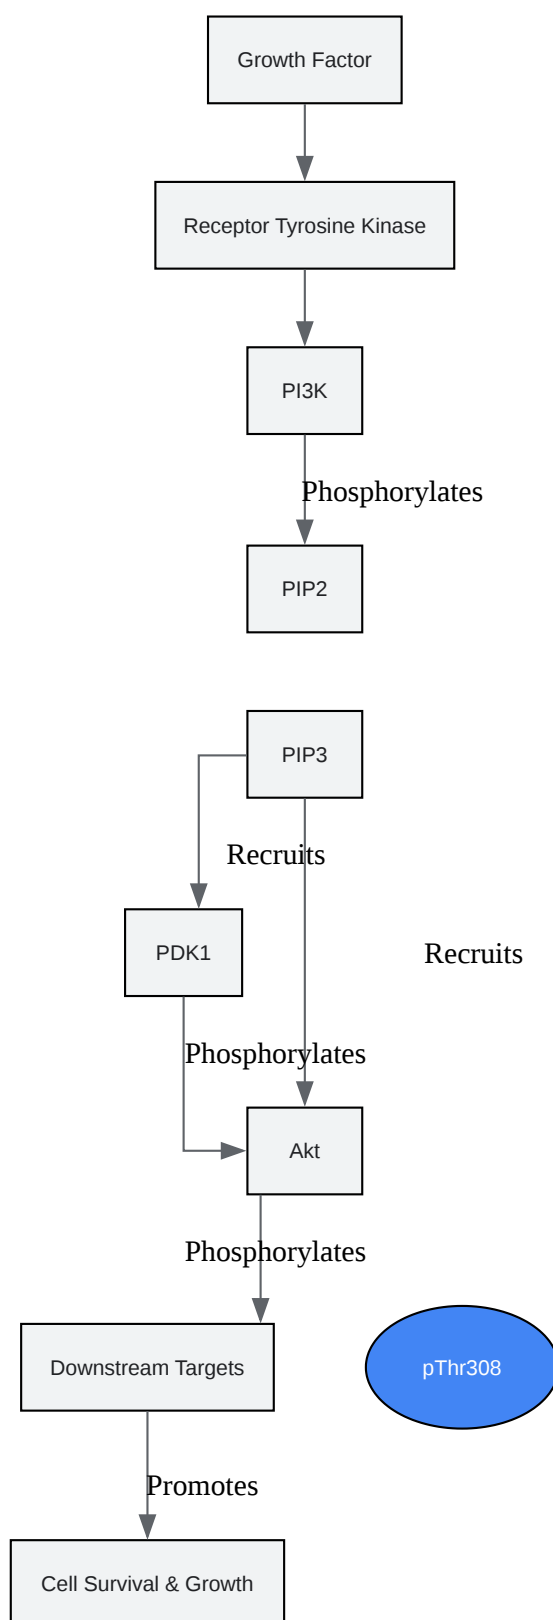 Growth Factor
Receptor Tyrosine Kinase
PI3K
Phosphorylates
PIP2
PIP3
Recruits
PDK1
Recruits
Phosphorylates
Akt
Phosphorylates
Downstream Targets
pThr308
Promotes
Cell Survival & Growth